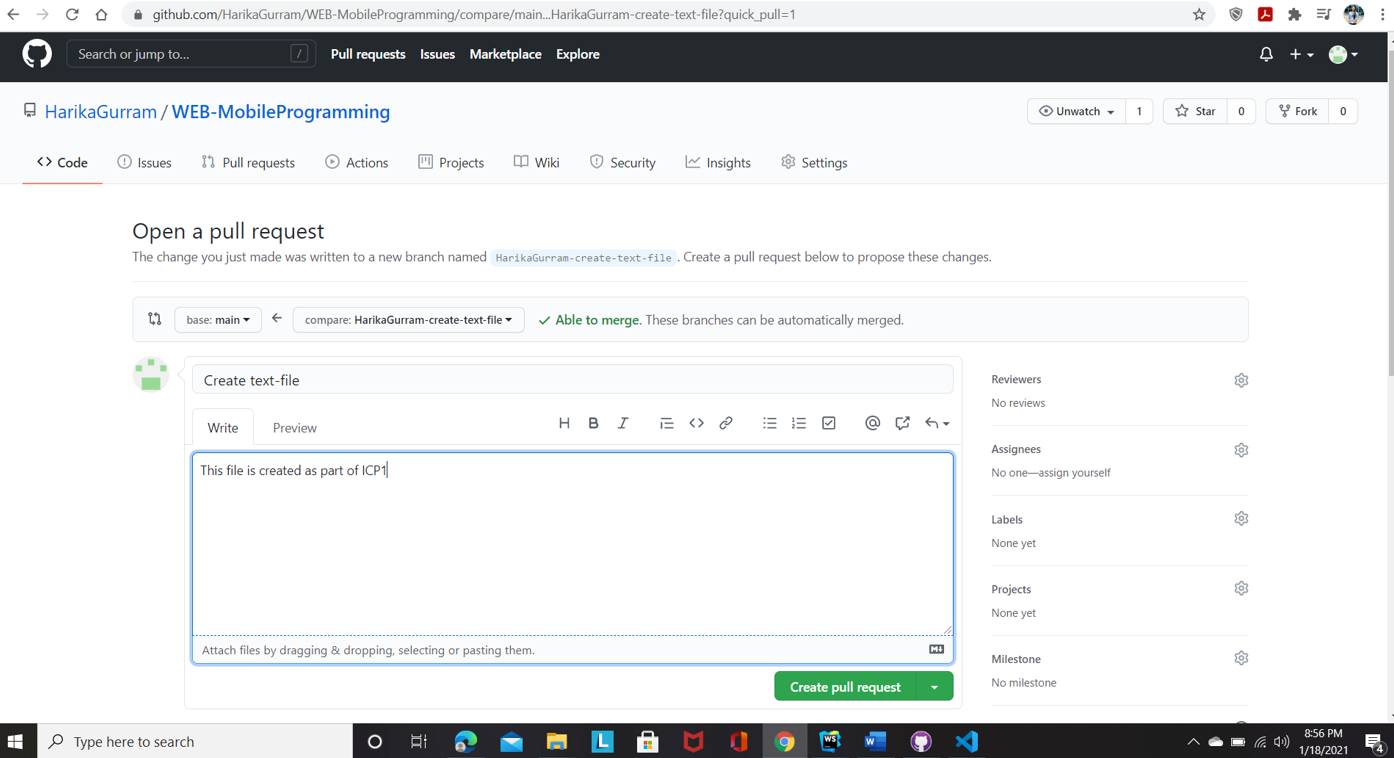 github.com/HarikaGurram/WEB-MobileProgramming/compare/main...HarikaGurram-create-text-file?quick_pull=1
Search or jump to... /
Pull requests Issues Marketplace Explore
HarikaGurram / WEB-MobileProgramming
Unwatch 1 Star 0 Fork 0
Code Issues Pull requests Actions Projects Wiki Security Insights Settings
Open a pull request
The change you just made was written to a new branch named HarikaGurram-create-text-file . Create a pull request below to propose these changes.
base: main compare: HarikaGurram-create-text-file Able to merge. These branches can be automatically merged.
Create text-file
Write Preview
This file is created as part of ICP1
Attach files by dragging & dropping, selecting or pasting them.
Create pull request
Reviewers
No reviews
Assignees
No one—assign yourself
Labels
None yet
Projects
None yet
Milestone
No milestone
Type here to search
8:56 PM
1/18/2021
4